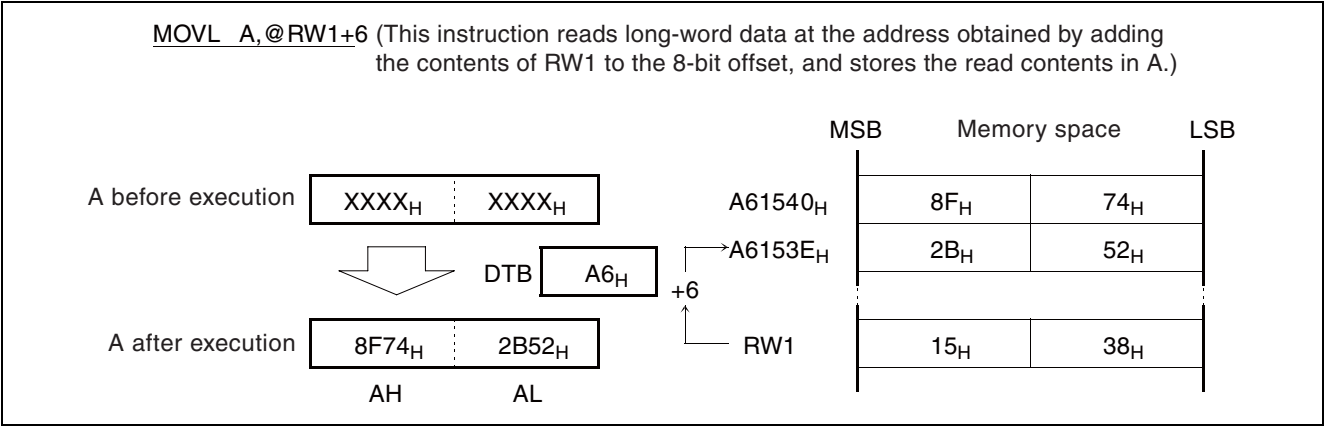 MOVL A,@RW1+6 (This instruction reads long-word data at the address obtained by adding
the contents of RW1 to the 8-bit offset, and stores the read contents in A.)
MSB Memory space LSB
A before execution XXXXH XXXXH A61540H 8FH 74H
A6153EH 2BH 52H
DTB A6H +6
A after execution 8F74H 2B52H RW1 15H 38H
AH AL